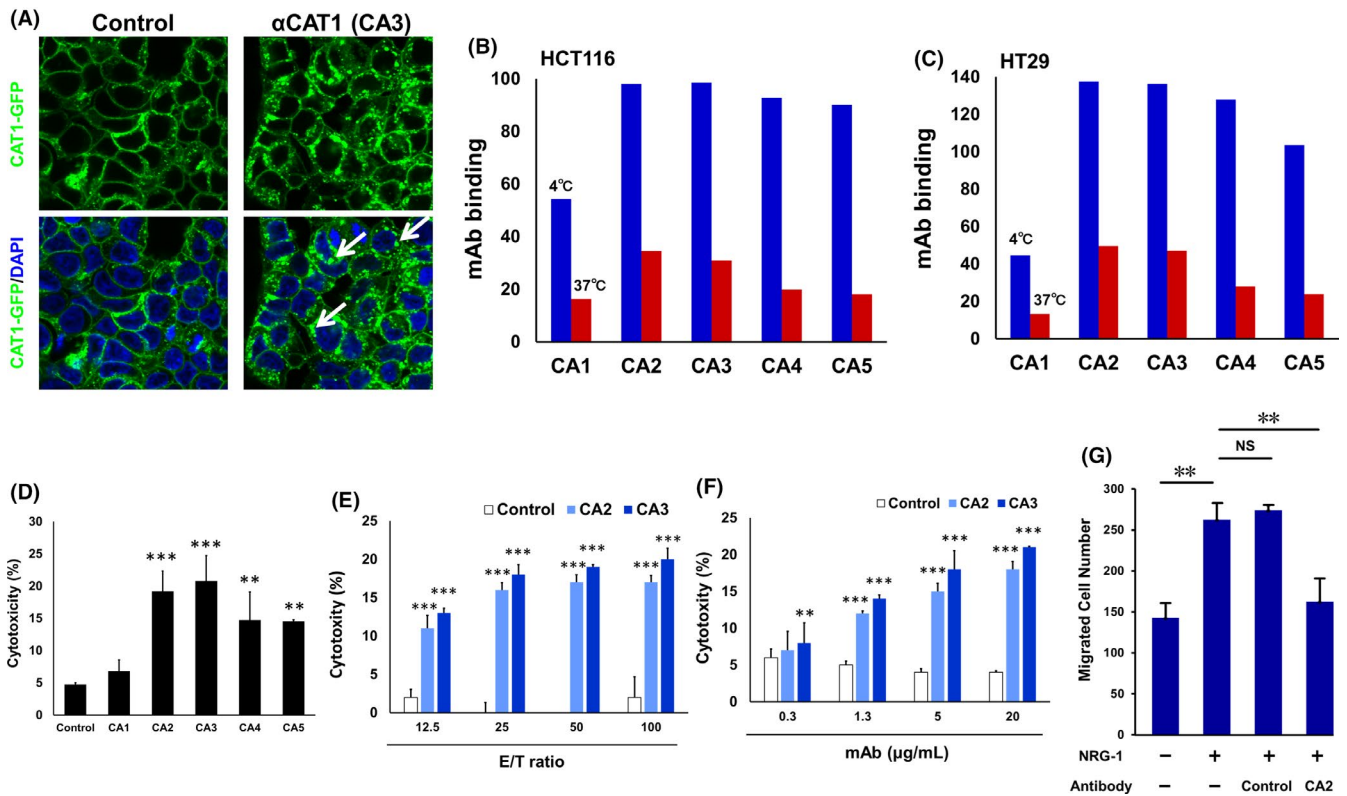 (A)
Control
αCAT1 (CA3)
CAT1-GFP
CAT1-GFP/DAPI
(B)
HCT116
mAb binding
100
80
60
40
20
0
4°C
37°C
CA1
CA2
CA3
CA4
CA5
(C)
HT29
mAb binding
140
120
100
80
60
40
20
0
4°C
37°C
CA1
CA2
CA3
CA4
CA5
(D)
Cytotoxicity (%)
30
25
20
15
10
5
0
***
***
**
**
Control
CA1
CA2
CA3
CA4
CA5
(E)
Control
CA2
CA3
Cytotoxity (%)
25
20
15
10
5
0
***
***
***
***
***
***
***
***
12.5
25
50
100
E/T ratio
(F)
Control
CA2
CA3
Cytotoxity (%)
25
20
15
10
5
0
**
***
***
***
***
***
***
0.3
1.3
5
20
mAb (µg/mL)
(G)
**
NS
**
Migrated Cell Number
300
250
200
150
100
50
0
NRG-1
−
+
+
+
Antibody
−
−
Control
CA2